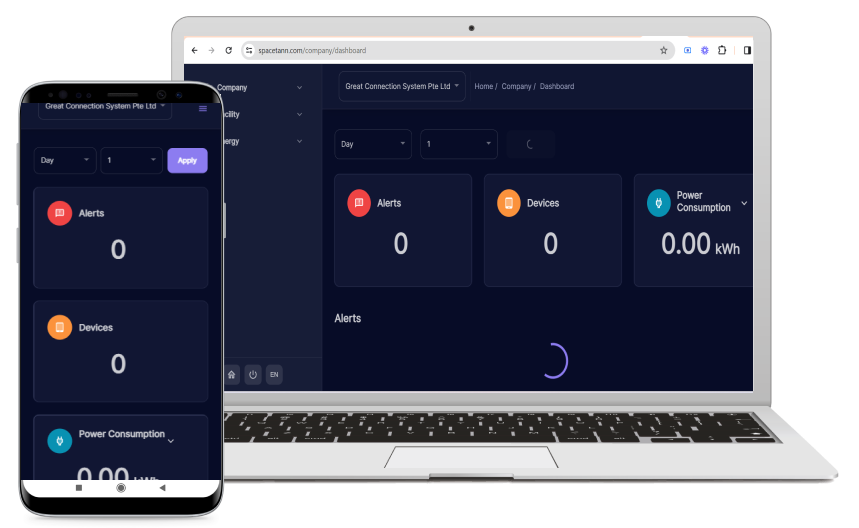 spacetann.com/company/dashboard
Company
Great Connection System Pte Ltd
Home / Company / Dashboard
cility
ergy
Day
1
Alerts
0
Devices
0
Power
Consumption
0.00 kWh
Alerts
EN
Great Connection System Pte Ltd
Day
1
Apply
Alerts
0
Devices
0
Power Consumption
0.00 kWh